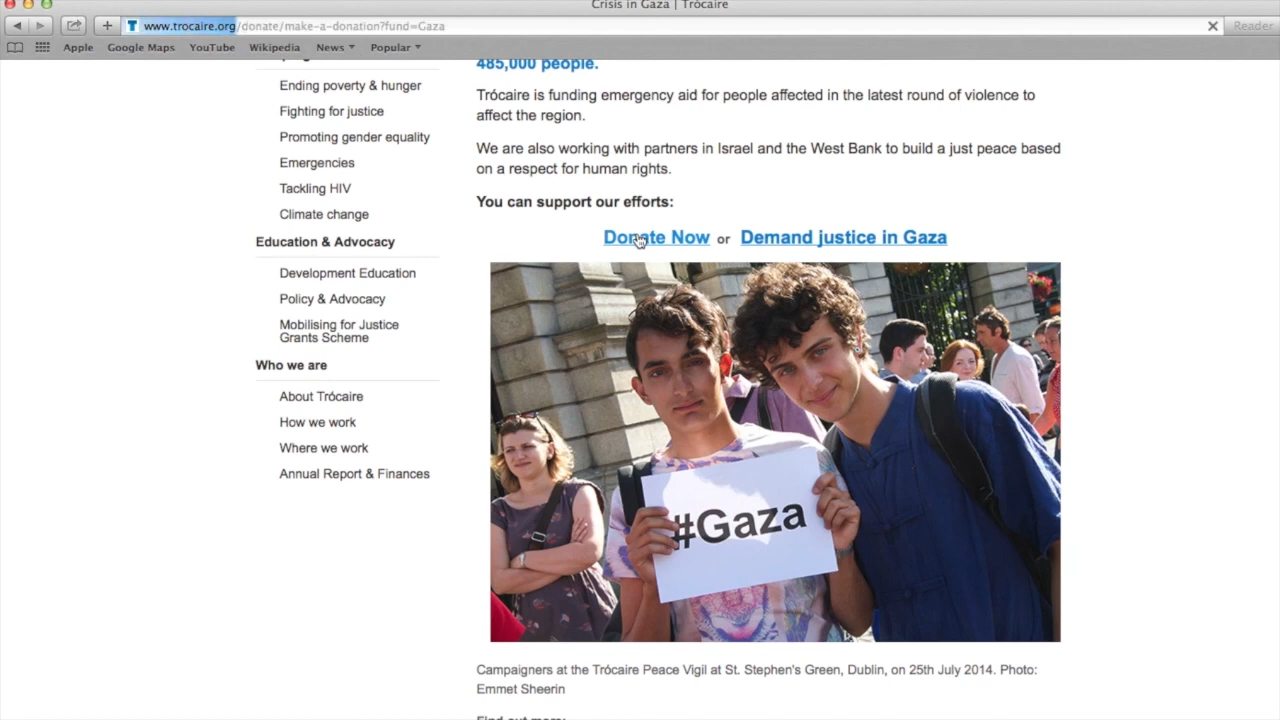 Crisis in Gaza | Trócaire
www.trocaire.org/donate/make-a-donation?fund=Gaza
Reader
Apple Google Maps YouTube Wikipedia News Popular
Ending poverty & hunger
Fighting for justice
Promoting gender equality
Emergencies
Tackling HIV
Climate change
Education & Advocacy
Development Education
Policy & Advocacy
Mobilising for Justice
Grants Scheme
Who we are
About Trócaire
How we work
Where we work
Annual Report & Finances
485,000 people.
Trócaire is funding emergency aid for people affected in the latest round of violence to
affect the region.
We are also working with partners in Israel and the West Bank to build a just peace based
on a respect for human rights.
You can support our efforts:
Donate Now or Demand justice in Gaza
#Gaza
Campaigners at the Trócaire Peace Vigil at St. Stephen's Green, Dublin, on 25th July 2014. Photo:
Emmet Sheerin
Find out more: